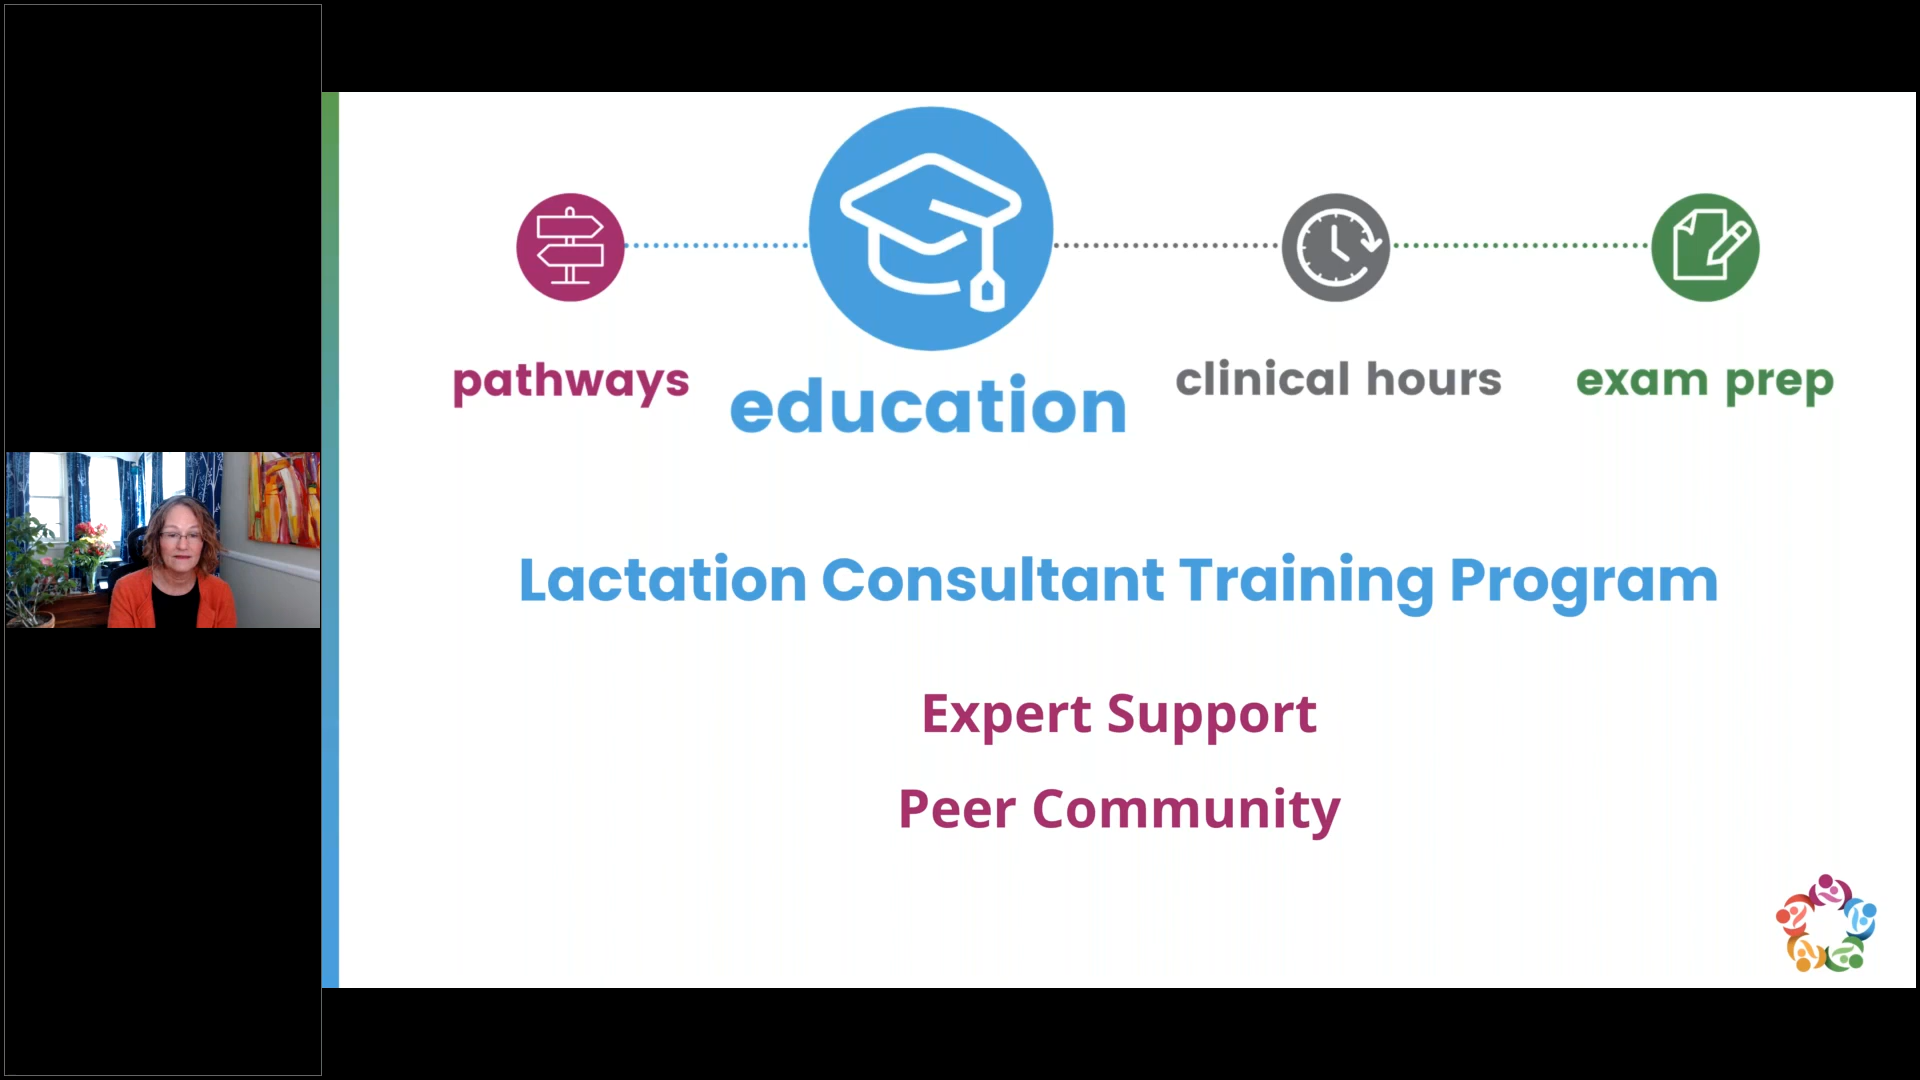 pathways
education
clinical hours
exam prep
Lactation Consultant Training Program
Expert Support
Peer Community